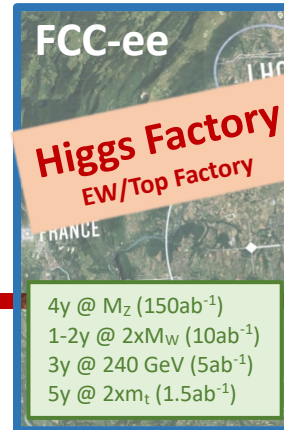 FCC-ee
LHC
Higgs Factory
EW/Top Factory
FRANCE
4y @ M_Z (150ab⁻¹)
1-2y @ 2xM_W (10ab⁻¹)
3y @ 240 GeV (5ab⁻¹)
5y @ 2xm_t (1.5ab⁻¹)